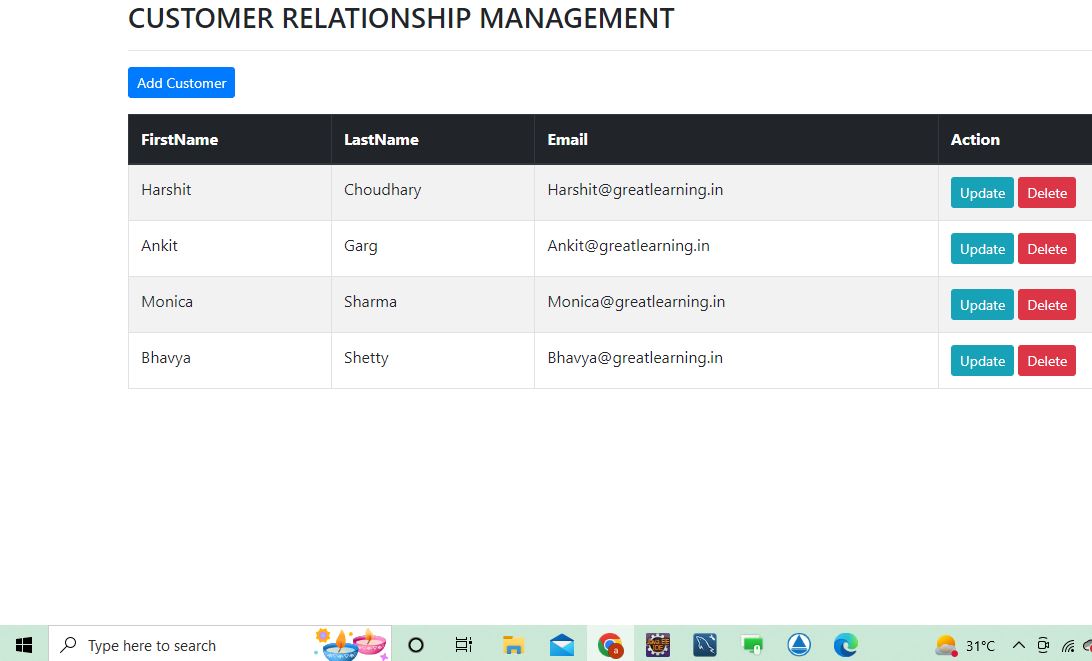 CUSTOMER RELATIONSHIP MANAGEMENT
Add Customer
FirstName LastName Email Action
Harshit Choudhary Harshit@greatlearning.in Update Delete
Ankit Garg Ankit@greatlearning.in Update Delete
Monica Sharma Monica@greatlearning.in Update Delete
Bhavya Shetty Bhavya@greatlearning.in Update Delete
Type here to search a 31°C